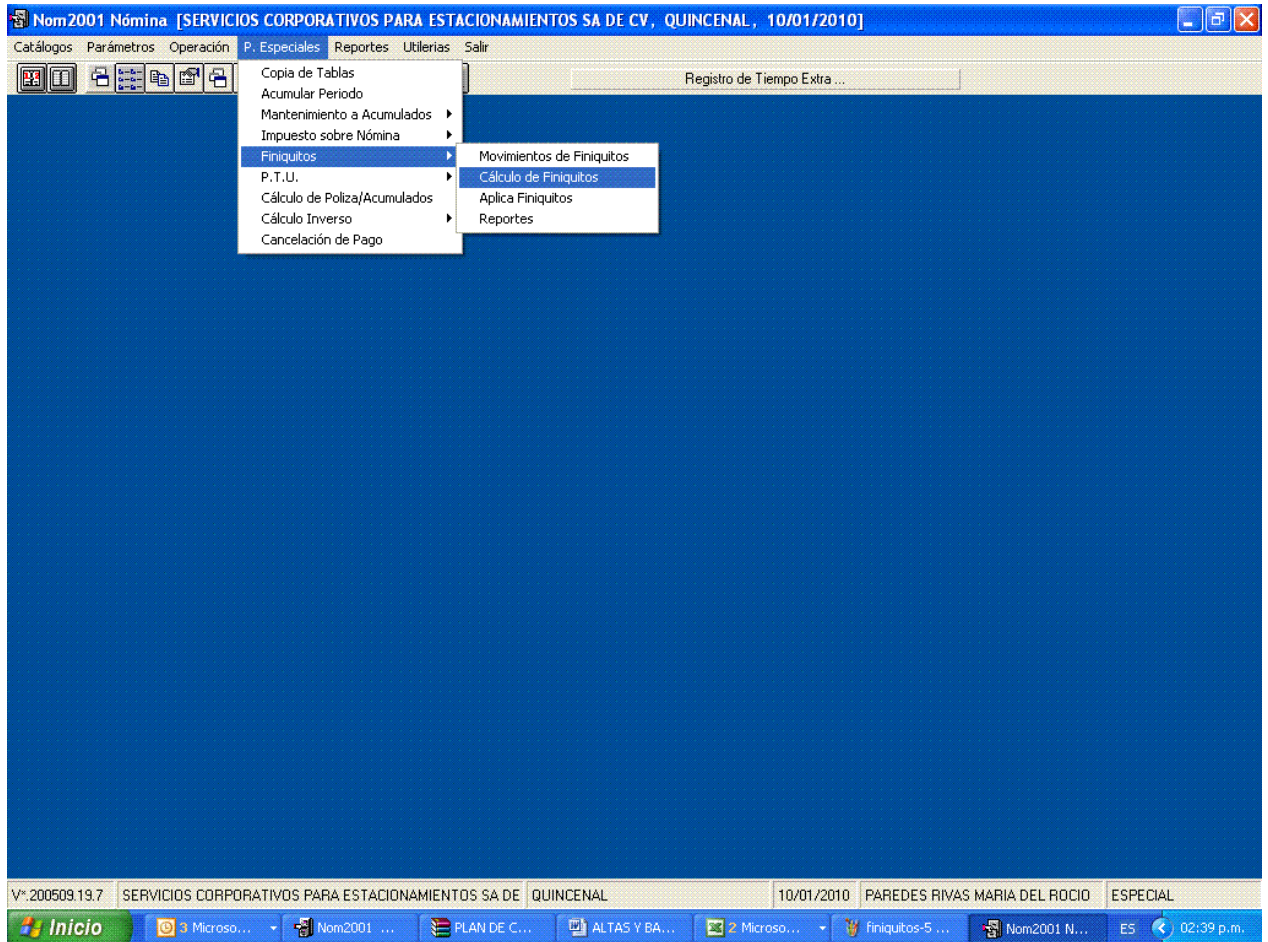 Nom2001 Nómina [SERVICIOS CORPORATIVOS PARA ESTACIONAMIENTOS SA DE CV, QUINCENAL, 10/01/2010]
Catálogos Parámetros Operación P. Especiales Reportes Utilerias Salir
Registro de Tiempo Extra ...
Copia de Tablas
Acumular Periodo
Mantenimiento a Acumulados
Impuesto sobre Nómina
Finiquitos
P.T.U.
Cálculo de Poliza/Acumulados
Cálculo Inverso
Cancelación de Pago
Movimientos de Finiquitos
Cálculo de Finiquitos
Aplica Finiquitos
Reportes
V*.200509.19.7 SERVICIOS CORPORATIVOS PARA ESTACIONAMIENTOS SA DE QUINCENAL 10/01/2010 PAREDES RIVAS MARIA DEL ROCIO ESPECIAL
Inicio 3 Microso... Nom2001 ... PLAN DE C... ALTAS Y BA... 2 Microso... finiquitos-5 ... Nom2001 N... ES 02:39 p.m.